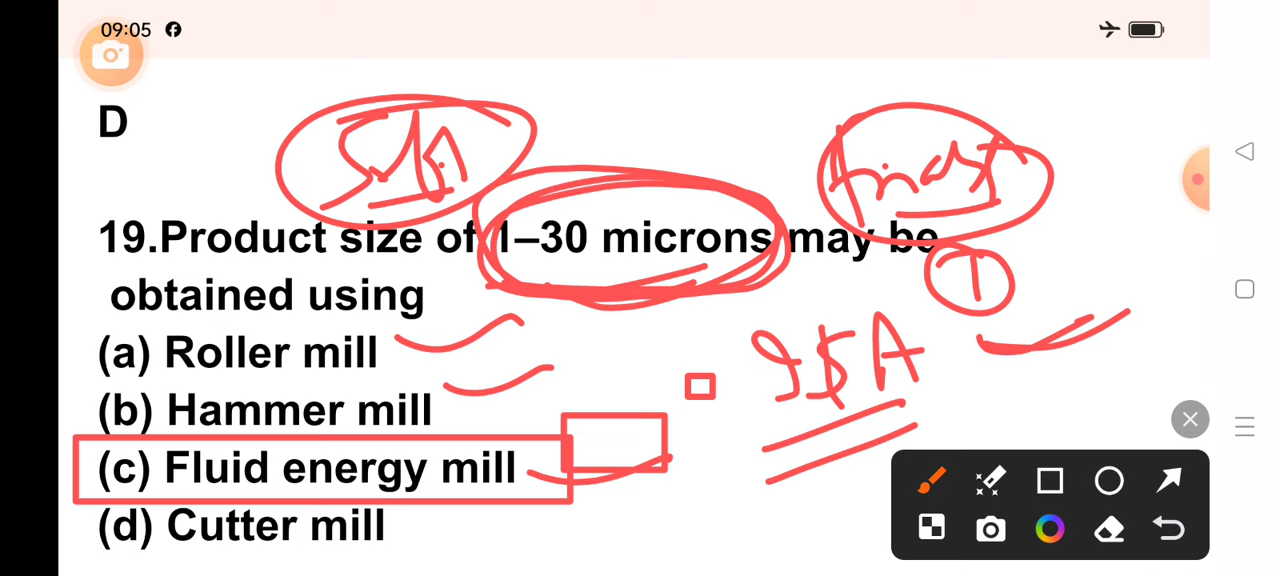 09:05
D
19.Product size of 1–30 microns may be
obtained using
(a) Roller mill
(b) Hammer mill
(c) Fluid energy mill
(d) Cutter mill